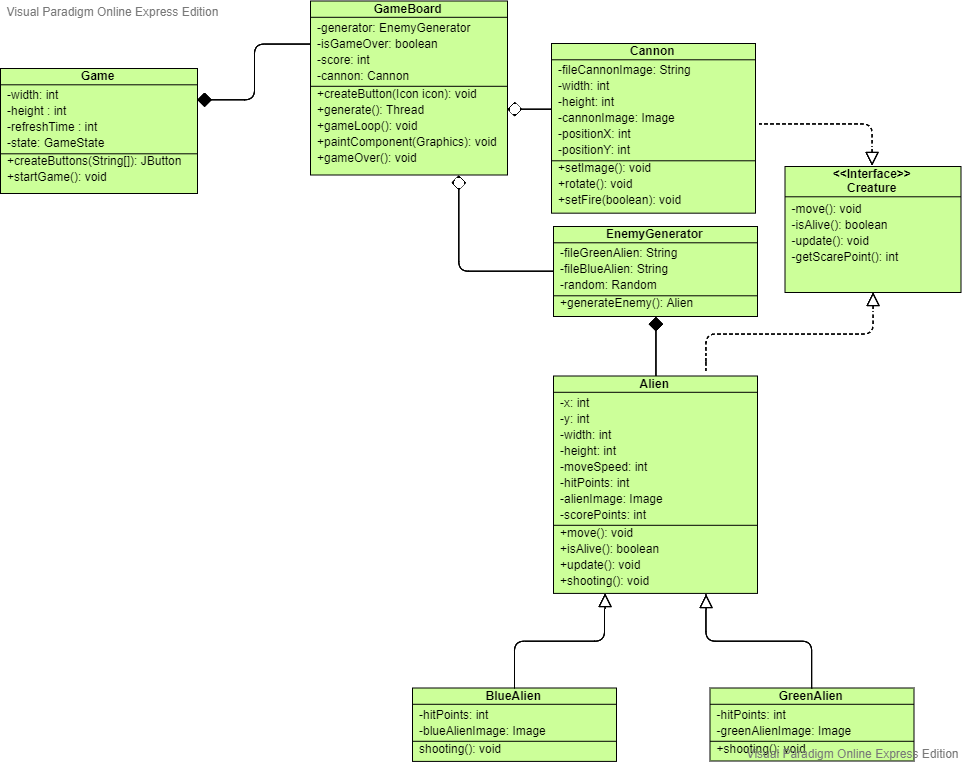 Visual Paradigm Online Express Edition
GameBoard
-generator: EnemyGenerator
-isGameOver: boolean
-score: int
-cannon: Cannon
+createButton(Icon icon): void
+generate(): Thread
+gameLoop(): void
+paintComponent(Graphics): void
+gameOver(): void
Game
-width: int
-height : int
-refreshTime : int
-state: GameState
+createButtons(String[]): JButton
+startGame(): void
Cannon
-fileCannonImage: String
-width: int
-height: int
-cannonImage: Image
-positionX: int
-positionY: int
+setImage(): void
+rotate(): void
+setFire(boolean): void
<<Interface>>
Creature
-move(): void
-isAlive(): boolean
-update(): void
-getScarePoint(): int
EnemyGenerator
-fileGreenAlien: String
-fileBlueAlien: String
-random: Random
+generateEnemy(): Alien
Alien
-x: int
-y: int
-width: int
-height: int
-moveSpeed: int
-hitPoints: int
-alienImage: Image
-scorePoints: int
+move(): void
+isAlive(): boolean
+update(): void
+shooting(): void
BlueAlien
-hitPoints: int
-blueAlienImage: Image
shooting(): void
GreenAlien
-hitPoints: int
-greenAlienImage: Image
+shooting(): void
Visual Paradigm Online Express Edition